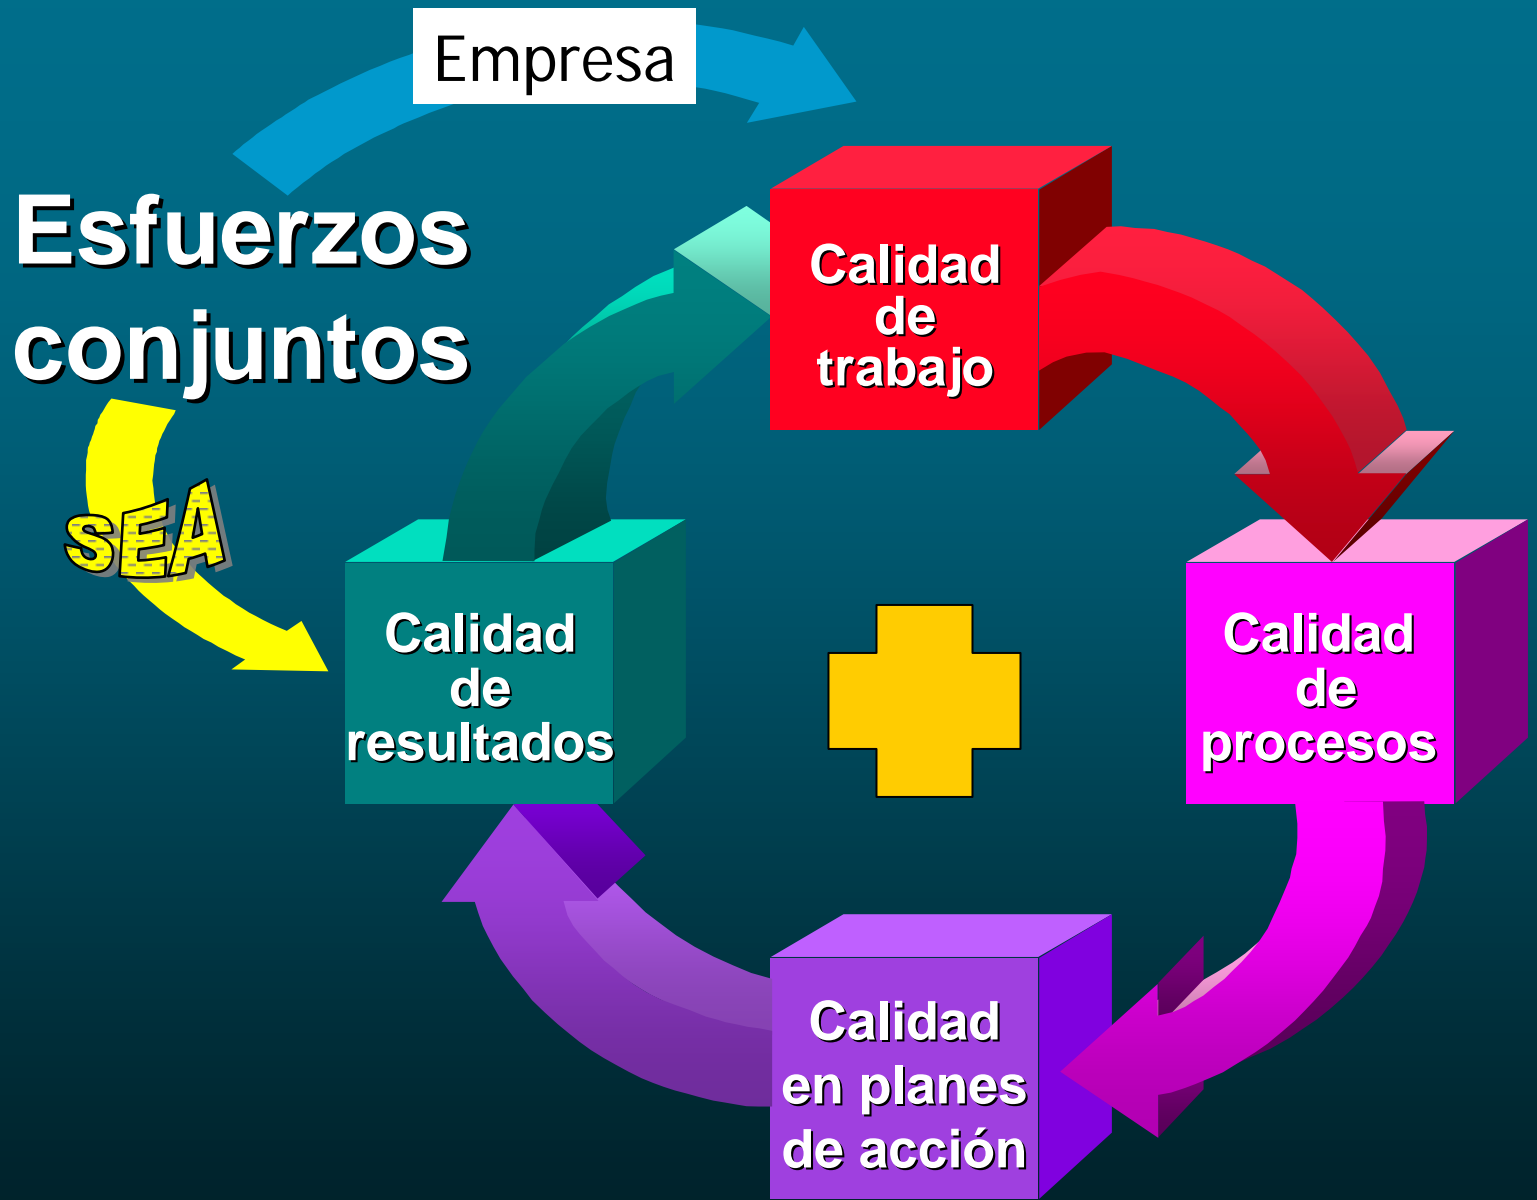 Empresa
Esfuerzos
conjuntos
SEA
Calidad
de
trabajo
Calidad
de
resultados
Calidad
de
procesos
Calidad
en planes
de acción